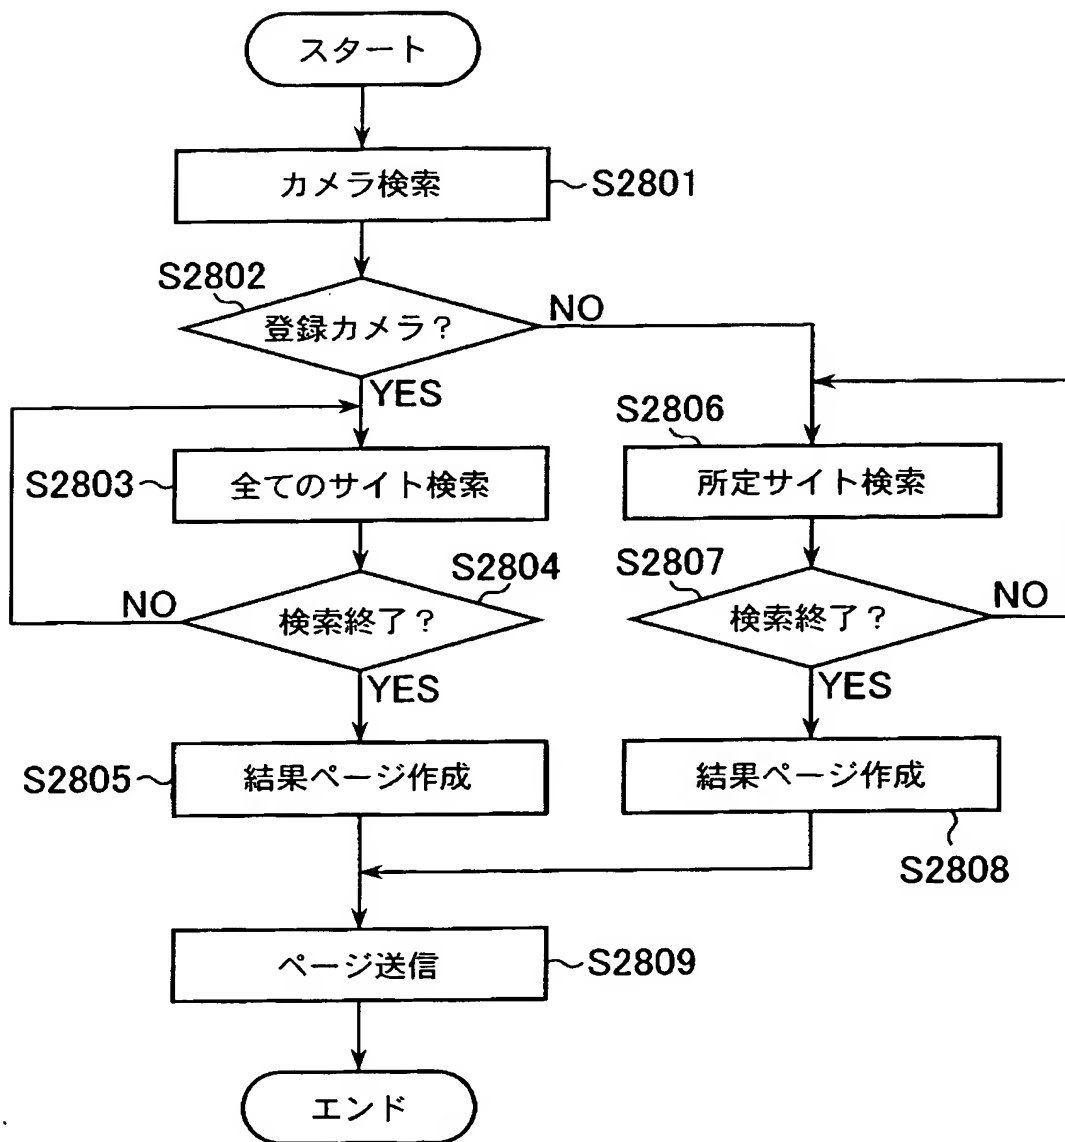 スタート
カメラ検索
S2801
S2802
登録カメラ?
NO
YES
S2803
全てのサイト検索
S2806
所定サイト検索
S2804
検索終了?
NO
YES
S2807
検索終了?
NO
YES
S2805
結果ページ作成
結果ページ作成
S2808
ページ送信
S2809
エンド